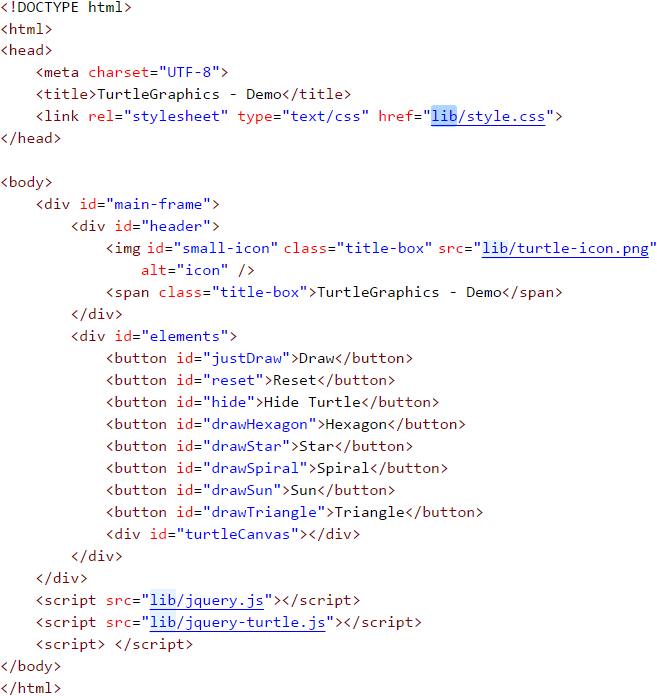 <!DOCTYPE html>
<html>
<head>
    <meta charset="UTF-8">
    <title>TurtleGraphics - Demo</title>
    <link rel="stylesheet" type="text/css" href="lib/style.css">
</head>

<body>
    <div id="main-frame">
        <div id="header">
            <img id="small-icon" class="title-box" src="lib/turtle-icon.png"
                alt="icon" />
            <span class="title-box">TurtleGraphics - Demo</span>
        </div>
        <div id="elements">
            <button id="justDraw">Draw</button>
            <button id="reset">Reset</button>
            <button id="hide">Hide Turtle</button>
            <button id="drawHexagon">Hexagon</button>
            <button id="drawStar">Star</button>
            <button id="drawSpiral">Spiral</button>
            <button id="drawSun">Sun</button>
            <button id="drawTriangle">Triangle</button>
            <div id="turtleCanvas"></div>
        </div>
    </div>
    <script src="lib/jquery.js"></script>
    <script src="lib/jquery-turtle.js"></script>
    <script> </script>
</body>
</html>